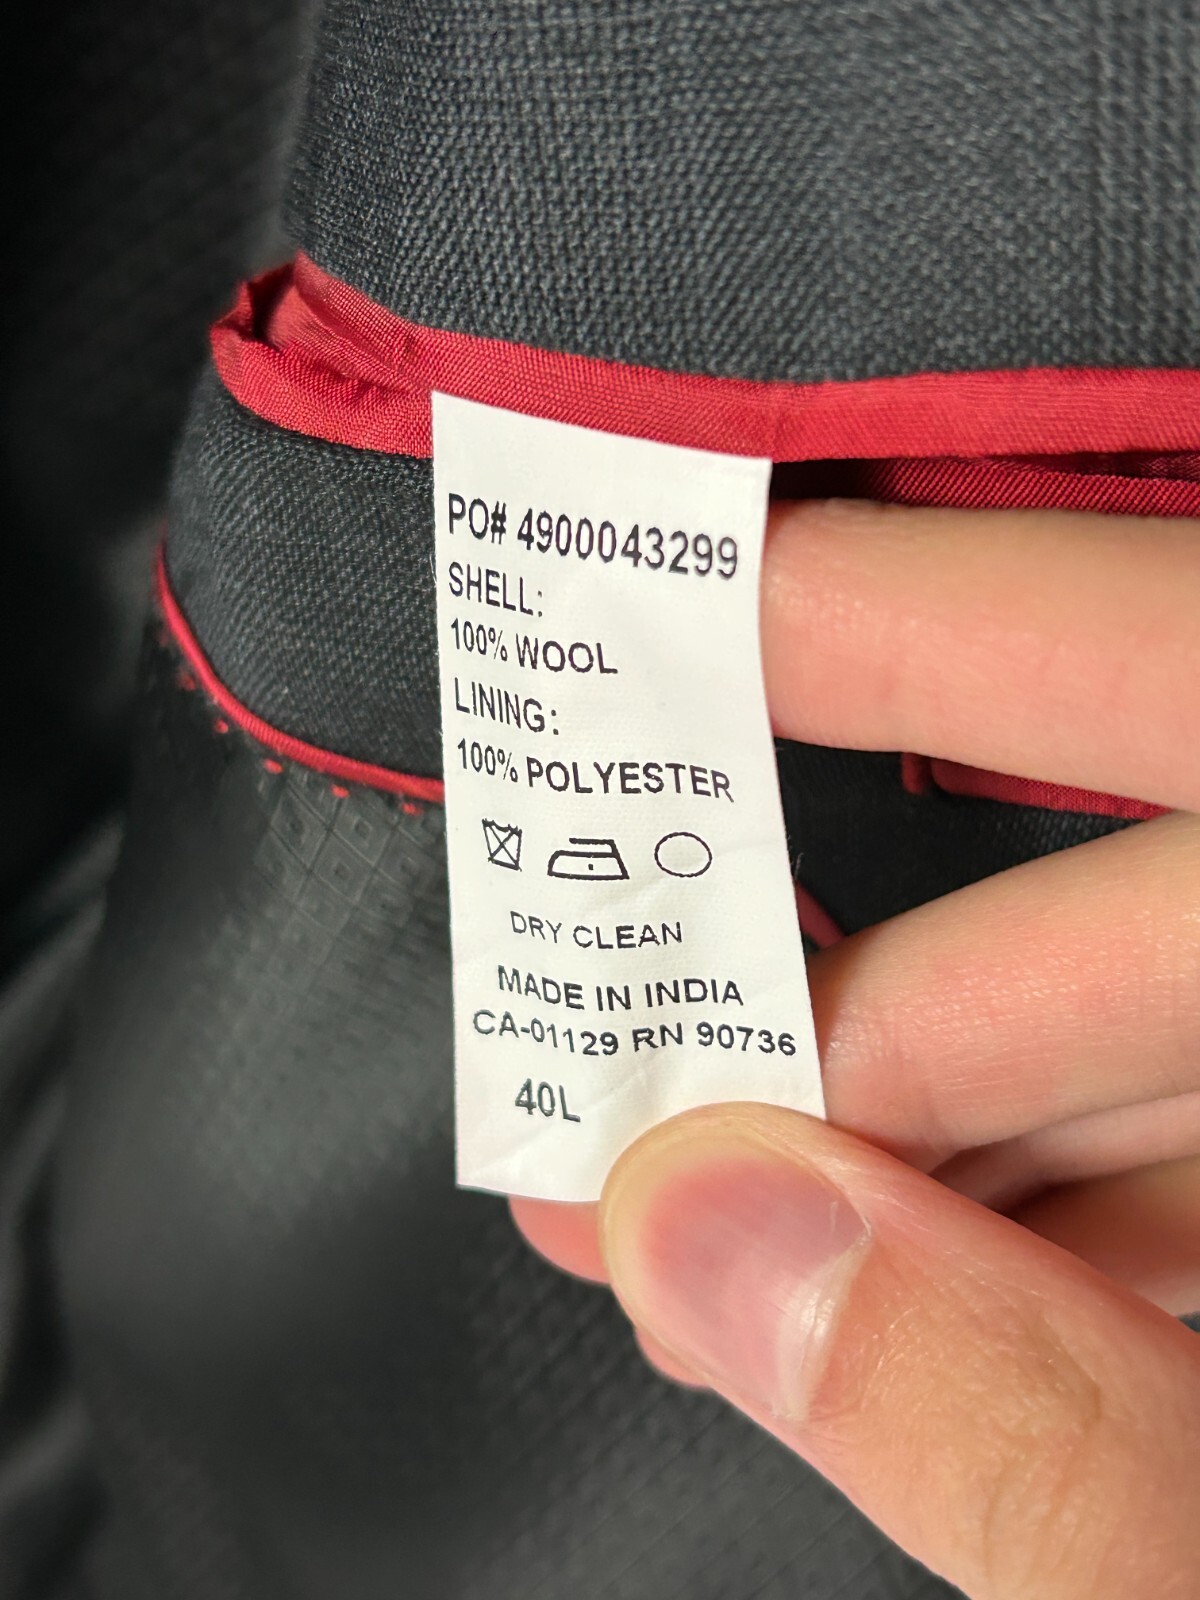 PO# 4900043299
SHELL:
100% WOOL
LINING:
100% POLYESTER
DRY CLEAN
MADE IN INDIA
CA-01129 RN 90736
40L